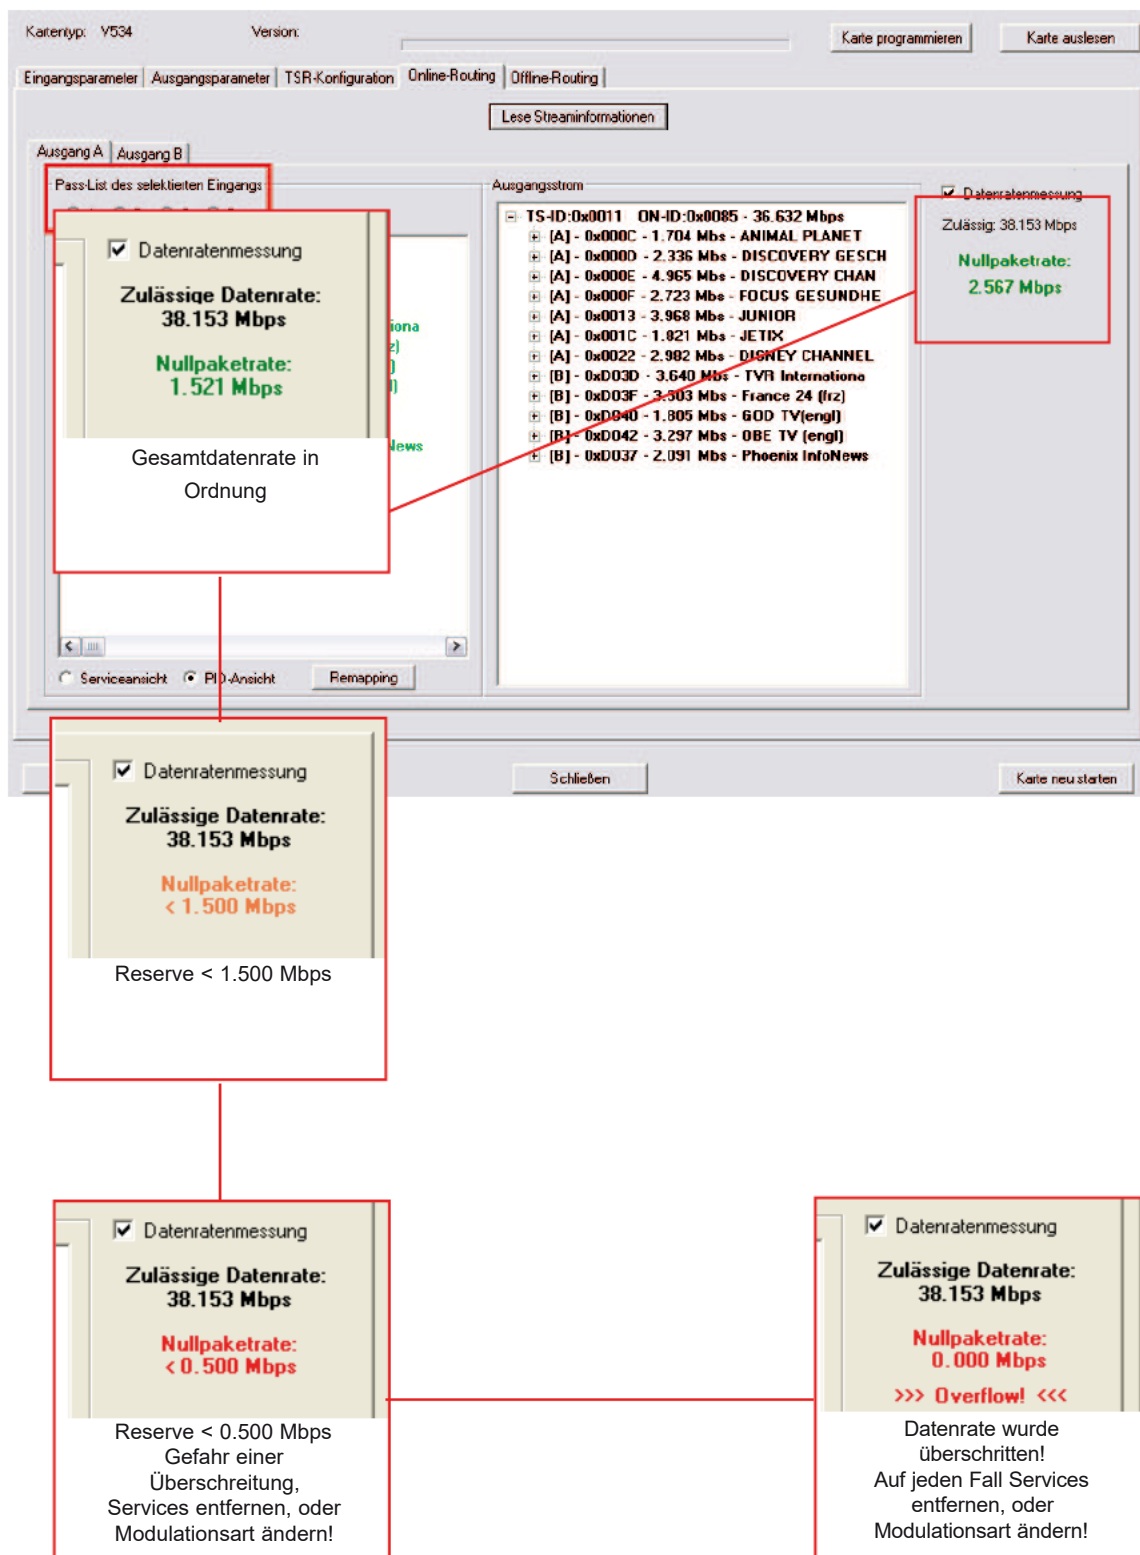 Kartentyp: V534 Version:
Karte programmieren Karte auslesen
Eingangsparameter Ausgangsparameter TSR-Konfiguration Online-Routing Offline-Routing
Lese Streaminformationen
Ausgang A Ausgang B
Pass-List des selektierten Eingangs
Datenratenmessung
Zulässige Datenrate:
38.153 Mbps
Nullpaketrate:
1.521 Mbps
Gesamtdatenrate in
Ordnung
iona
z)
)
l)
News
Serviceansicht PID-Ansicht Remapping
Ausgangsstrom
TS-ID:0x0011 ON-ID:0x0085 - 36.632 Mbps
[A] - 0x000C - 1.704 Mbs - ANIMAL PLANET
[A] - 0x000D - 2.336 Mbs - DISCOVERY GESCH
[A] - 0x000E - 4.965 Mbs - DISCOVERY CHAN
[A] - 0x000F - 2.723 Mbs - FOCUS GESUNDHE
[A] - 0x0013 - 3.968 Mbs - JUNIOR
[A] - 0x001C - 1.821 Mbs - JETIX
[A] - 0x0022 - 2.982 Mbs - DISNEY CHANNEL
[B] - 0xD03D - 3.640 Mbs - TVR Internationa
[B] - 0xD03F - 3.503 Mbs - France 24 (frz)
[B] - 0xD040 - 1.805 Mbs - GOD TV(engl)
[B] - 0xD042 - 3.297 Mbs - OBE TV (engl)
[B] - 0xD037 - 2.091 Mbs - Phoenix InfoNews
Datenratenmessung
Zulässig: 38.153 Mbps
Nullpaketrate:
2.567 Mbps
Schließen
Karte neu starten
Datenratenmessung
Zulässige Datenrate:
38.153 Mbps
Nullpaketrate:
< 1.500 Mbps
Reserve < 1.500 Mbps
Datenratenmessung
Zulässige Datenrate:
38.153 Mbps
Nullpaketrate:
< 0.500 Mbps
Reserve < 0.500 Mbps
Gefahr einer
Überschreitung,
Services entfernen, oder
Modulationsart ändern!
Datenratenmessung
Zulässige Datenrate:
38.153 Mbps
Nullpaketrate:
0.000 Mbps
>>> Overflow! <<<
Datenrate wurde
überschritten!
Auf jeden Fall Services
entfernen, oder
Modulationsart ändern!